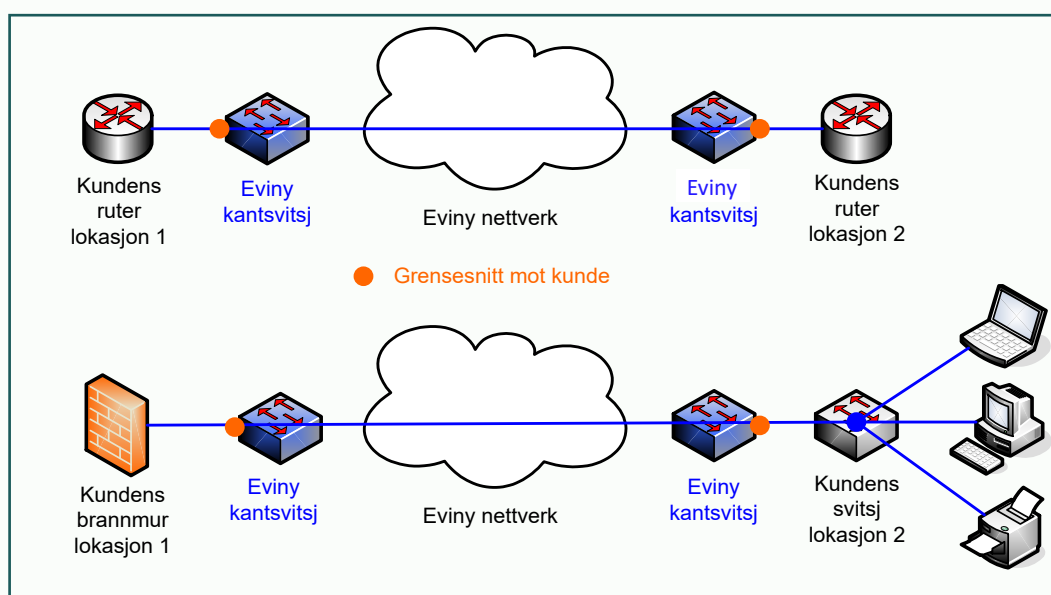 Kundens
ruter
lokasjon 1
Eviny
kantsvitsj
Eviny nettverk
Eviny
kantsvitsj
Kundens
ruter
lokasjon 2
Grensesnitt mot kunde
Kundens
brannmur
lokasjon 1
Eviny
kantsvitsj
Eviny nettverk
Eviny
kantsvitsj
Kundens
svitsj
lokasjon 2